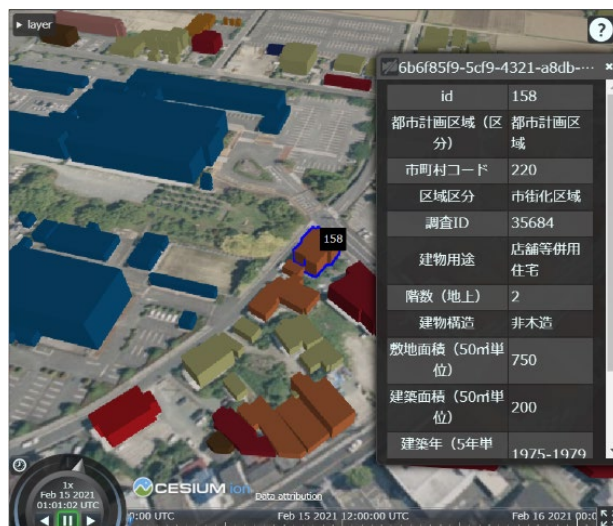 layer
?
6b6f85f9-5cf9-4321-a8db-…
×
id 158
都市計画区域（区分） 都市計画区域
市町村コード 220
区域区分 市街化区域
調査ID 35684
158
建物用途 店舗等併用住宅
階数（地上） 2
建物構造 非木造
敷地面積（50㎡単位） 750
建築面積（50㎡単位） 200
建築年（5年単 1975-1979
1x
Feb 15 2021
01:01:02 UTC
CESIUM ion
Data attribution
0:00 UTC Feb 15 2021 12:00:00 UTC Feb 16 2021 00:0